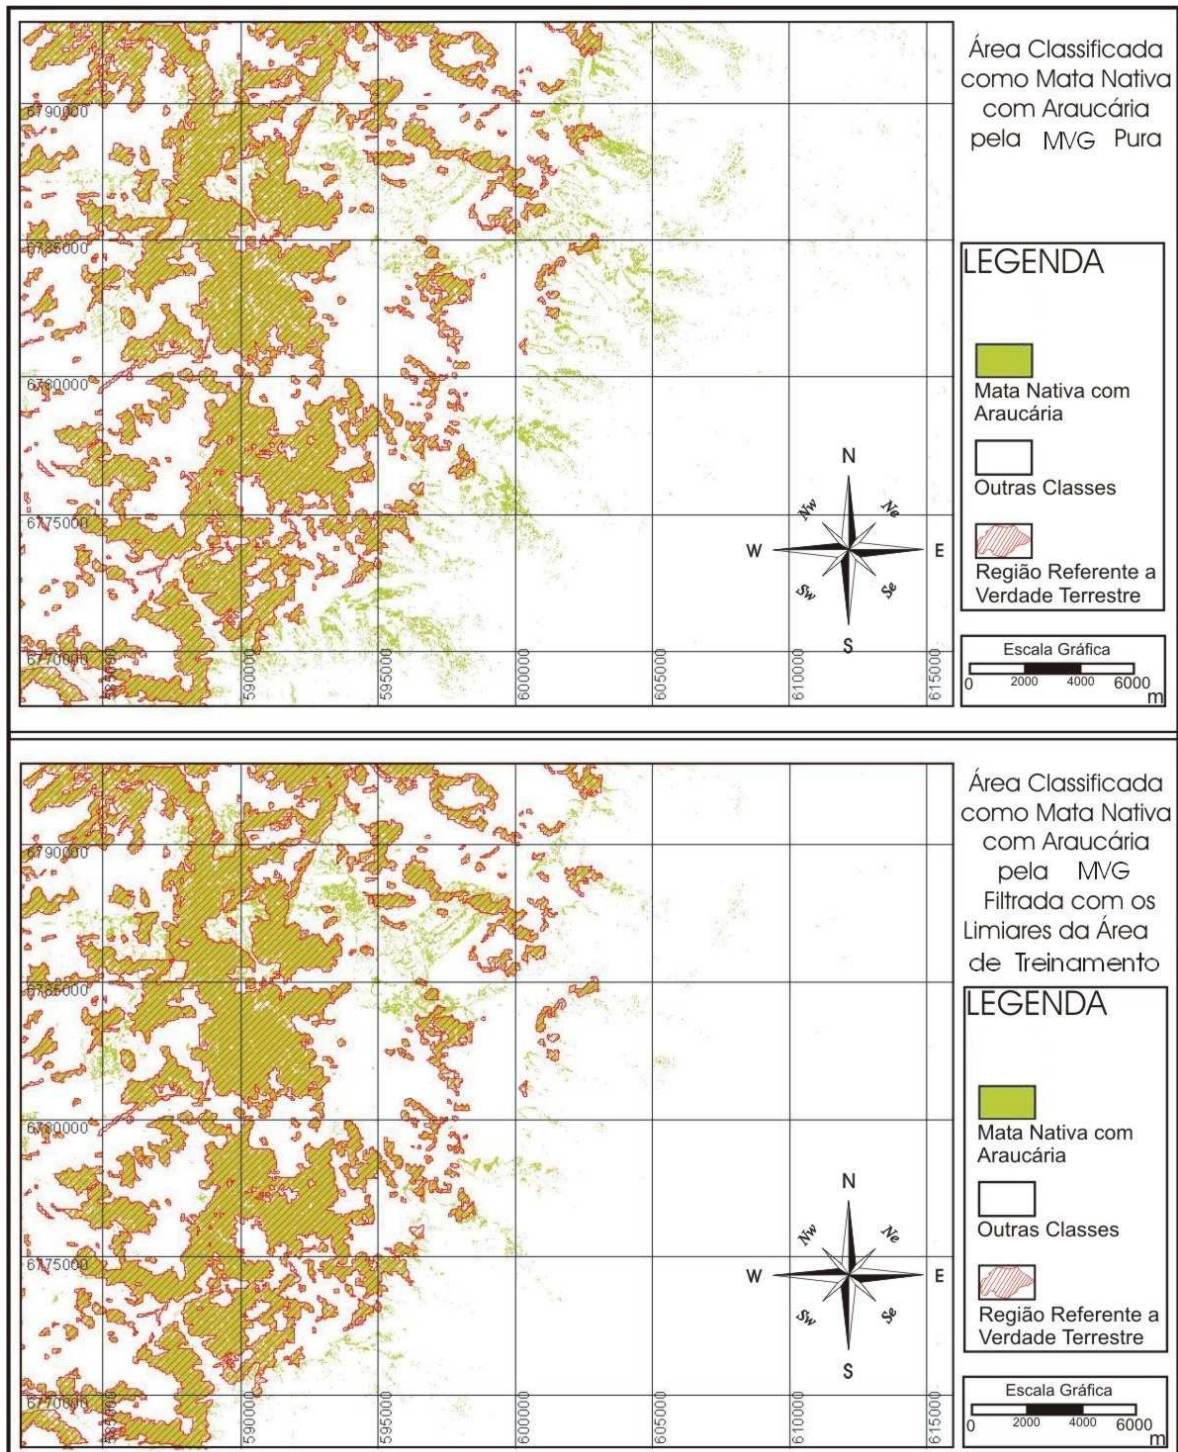 Área Classificada
como Mata Nativa
com Araucária
pela MVG Pura
LEGENDA
Mata Nativa com
Araucária
Outras Classes
Região Referente a
Verdade Terrestre
Escala Gráfica
0 2000 4000 6000
m
6790000
6785000
6780000
6775000
6770000
585000
590000
595000
600000
605000
610000
615000
N
Nw Ne
W E
Sw Se
S
Área Classificada
como Mata Nativa
com Araucária
pela MVG
Filtrada com os
Limiares da Área
de Treinamento
LEGENDA
Mata Nativa com
Araucária
Outras Classes
Região Referente a
Verdade Terrestre
Escala Gráfica
0 2000 4000 6000
m
6790000
6785000
6780000
6775000
6770000
585000
590000
595000
600000
605000
610000
615000
N
Nw Ne
W E
Sw Se
S